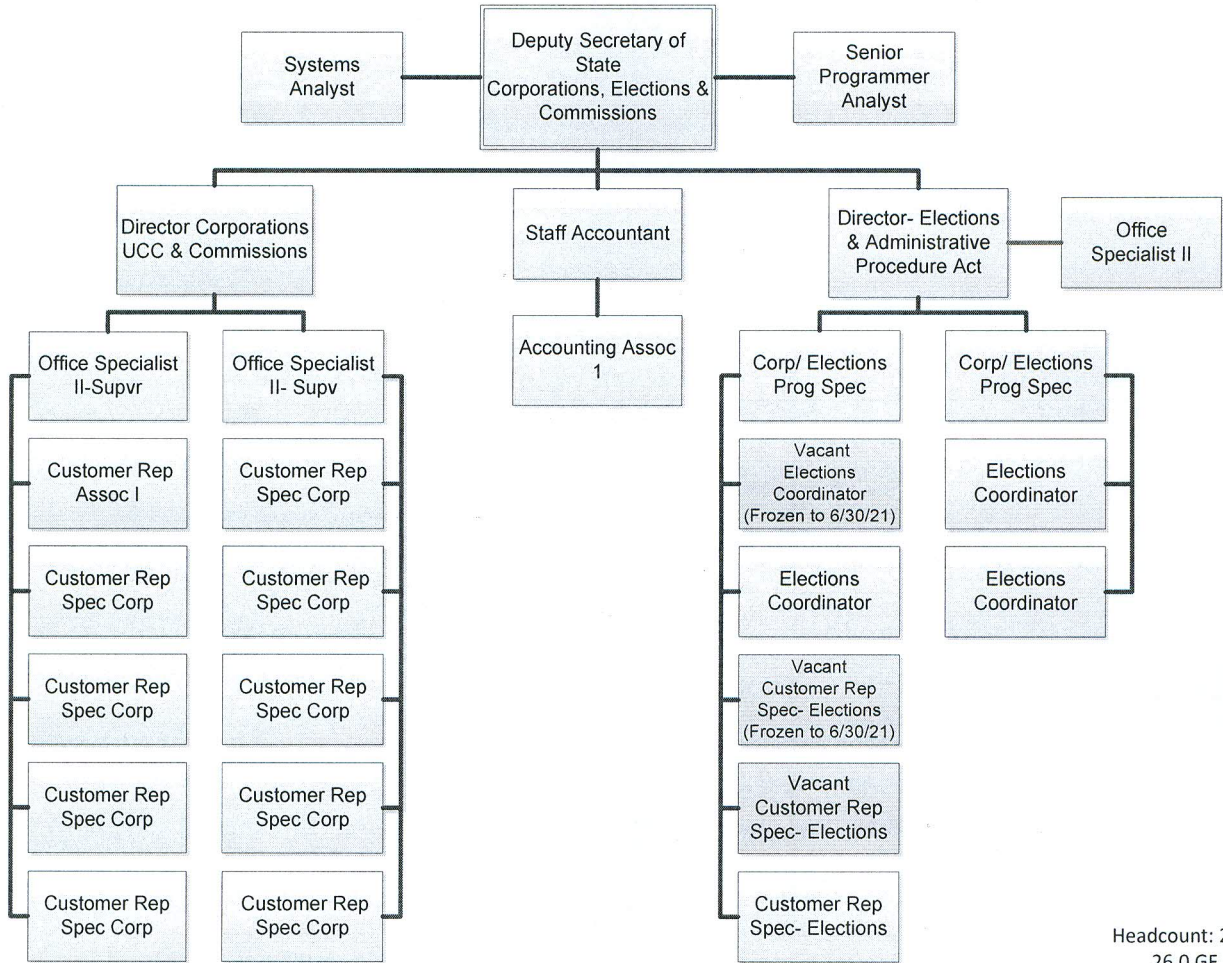 Deputy Secretary of
State
Corporations, Elections &
Commissions
Systems
Analyst
Senior
Programmer
Analyst
Director Corporations
UCC & Commissions
Staff Accountant
Director- Elections
& Administrative
Procedure Act
Office
Specialist II
Accounting Assoc
1
Office Specialist
II-Supvr
Customer Rep
Assoc I
Customer Rep
Spec Corp
Customer Rep
Spec Corp
Customer Rep
Spec Corp
Customer Rep
Spec Corp
Office Specialist
II- Supv
Customer Rep
Spec Corp
Customer Rep
Spec Corp
Customer Rep
Spec Corp
Customer Rep
Spec Corp
Customer Rep
Spec Corp
Corp/ Elections
Prog Spec
Vacant
Elections
Coordinator
(Frozen to 6/30/21)
Elections
Coordinator
Vacant
Customer Rep
Spec- Elections
(Frozen to 6/30/21)
Vacant
Customer Rep
Spec- Elections
Customer Rep
Spec- Elections
Corp/ Elections
Prog Spec
Elections
Coordinator
Elections
Coordinator
Headcount:
26.0 GF